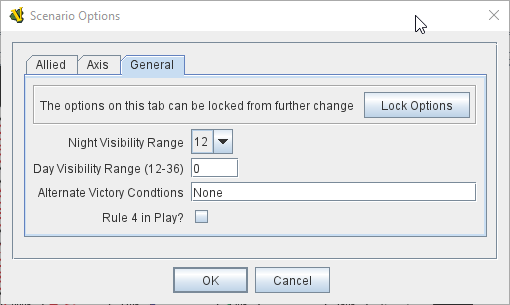 Scenario Options
Allied Axis General
The options on this tab can be locked from further change Lock Options
Night Visibility Range 12
Day Visibility Range (12-36) 0
Alternate Victory Condtions None
Rule 4 in Play?
OK Cancel